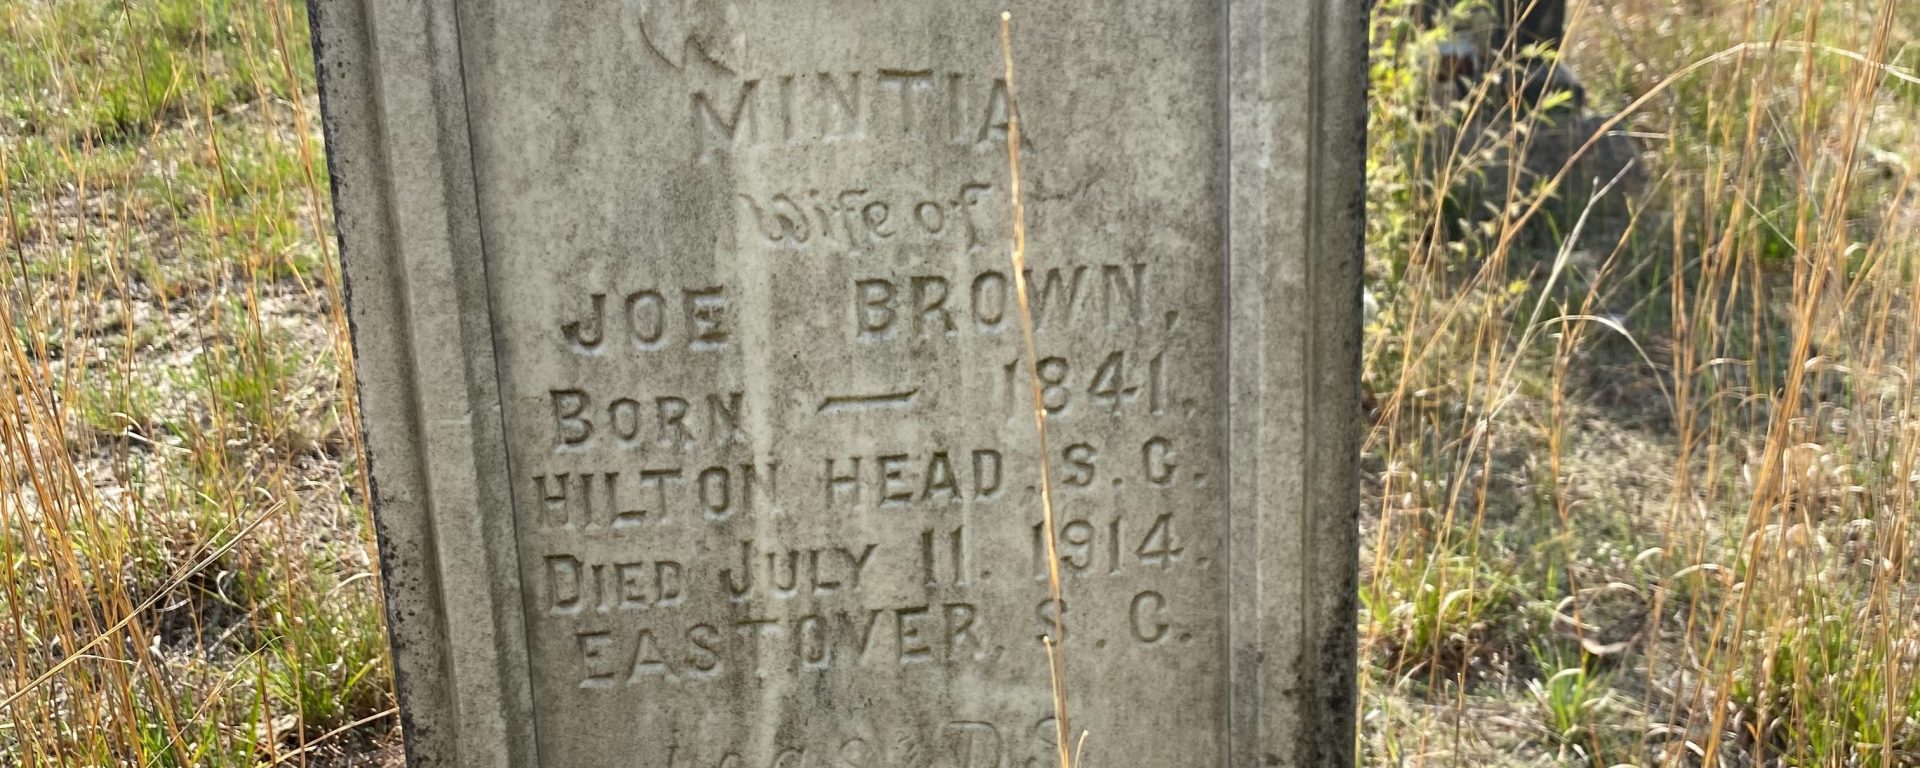 MINTIA
Wife of
JOE BROWN,
BORN — 1841.
HILTON HEAD, S. C.
DIED JULY 11. 1914.
EASTOVER, S. C.